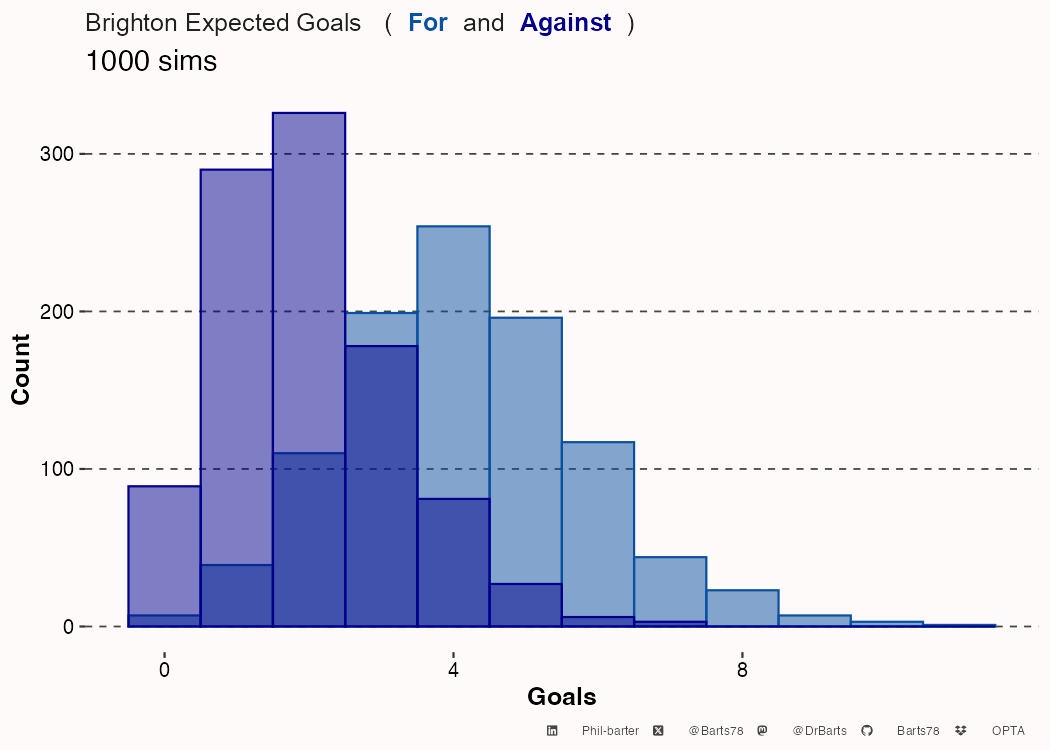 Brighton Expected Goals ( For and Against )
1000 sims
300
200
100
0
Count
0 4 8
Goals
Phil-barter @Barts78 @DrBarts Barts78 OPTA